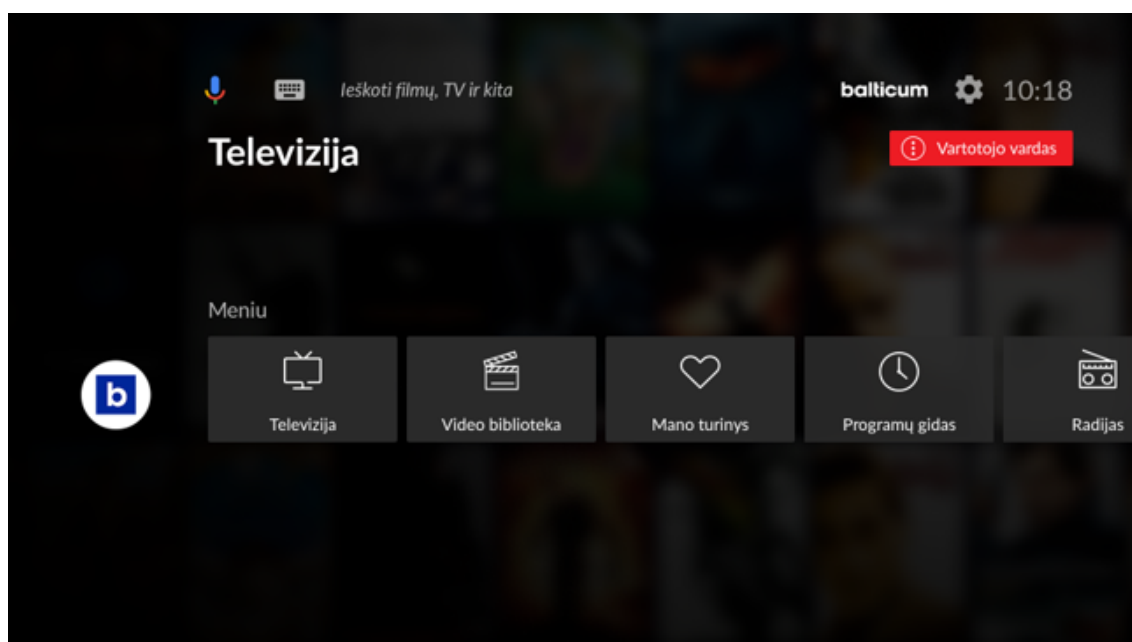 Ieškoti filmų, TV ir kita
balticum
10:18
Televizija
Vartotojo vardas
Meniu
b
Televizija
Video biblioteka
Mano turinys
Programų gidas
Radijas